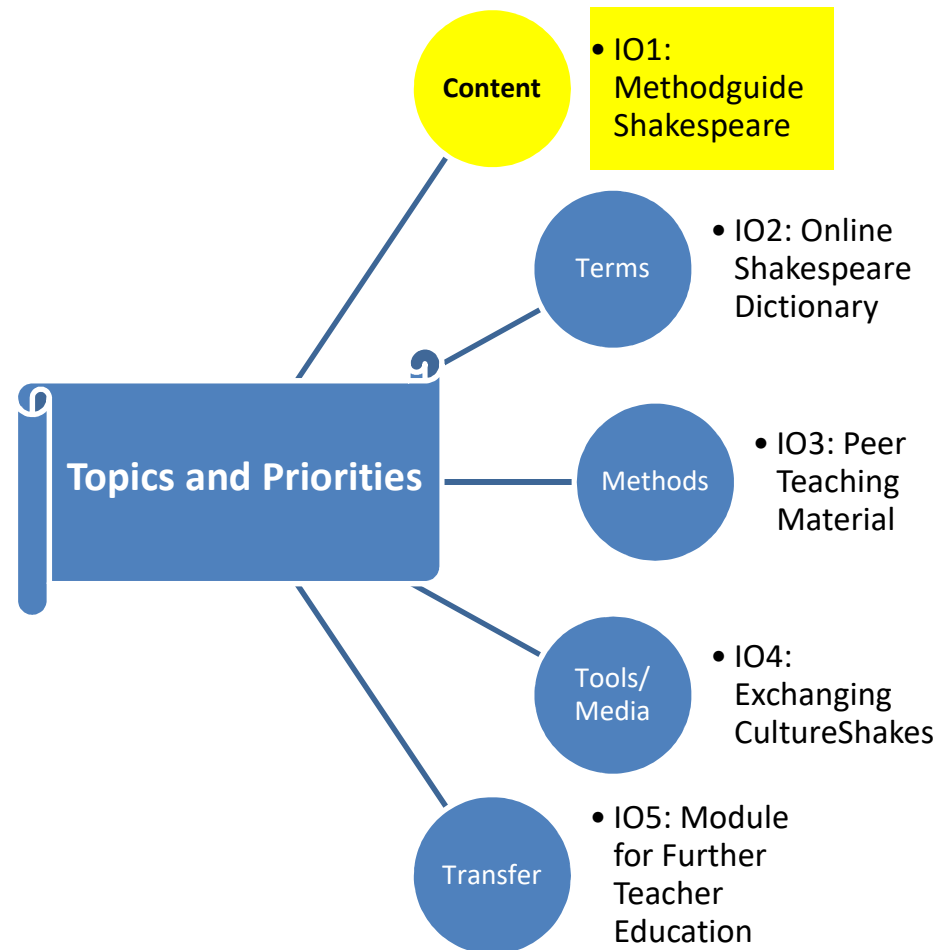 Content
• IO1:
Methodguide
Shakespeare
Terms
• IO2: Online
Shakespeare
Dictionary
Topics and Priorities
Methods
• IO3: Peer
Teaching
Material
Tools/
Media
• IO4:
Exchanging
CultureShakes
Transfer
• IO5: Module
for Further
Teacher
Education